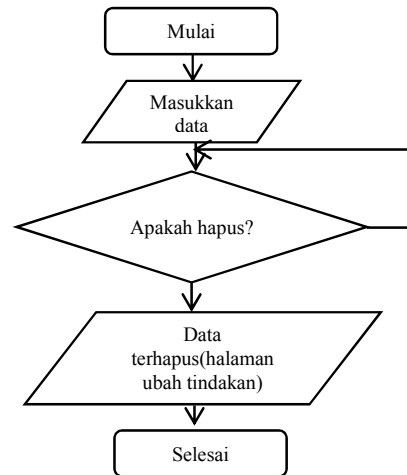 Mulai
Masukkan
data
Apakah hapus?
Data
terhapus(halaman
ubah tindakan)
Selesai